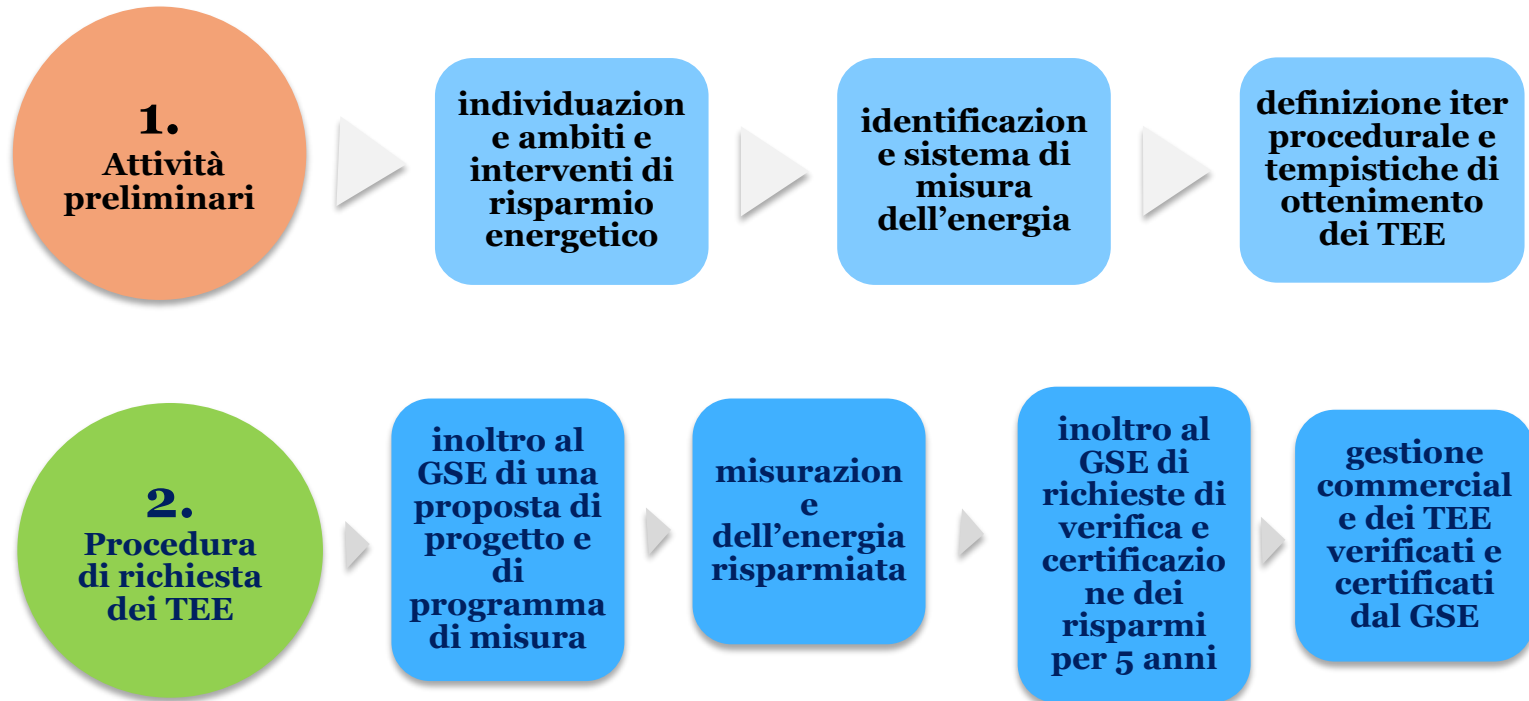 1.
Attività
preliminari
individuazion
e ambiti e
interventi di
risparmio
energetico
identificazion
e sistema di
misura
dell’energia
definizione iter
procedurale e
tempistiche di
ottenimento
dei TEE
2.
Procedura
di richiesta
dei TEE
inoltro al
GSE di una
proposta di
progetto e
di
programma
di misura
misurazion
e
dell’energia
risparmiata
inoltro al
GSE di
richieste di
verifica e
certificazio
ne dei
risparmi
per 5 anni
gestione
commercial
e dei TEE
verificati e
certificati
dal GSE